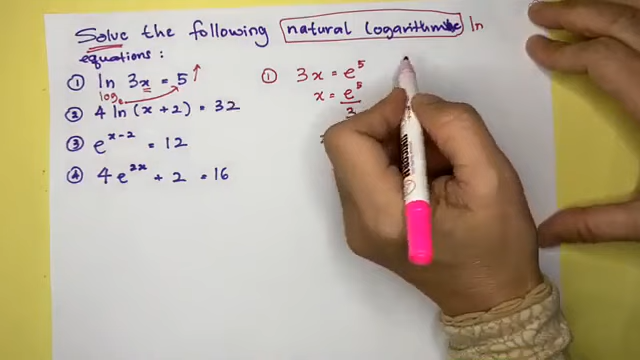 Solve the following natural logarithmic ln
equations :
① ln 3x = 5
logₑ
② 4 ln (x + 2) = 32
③ e^(x-2) = 12
④ 4e^(2x) + 2 = 16
① 3x = e^5
x = e^5/3